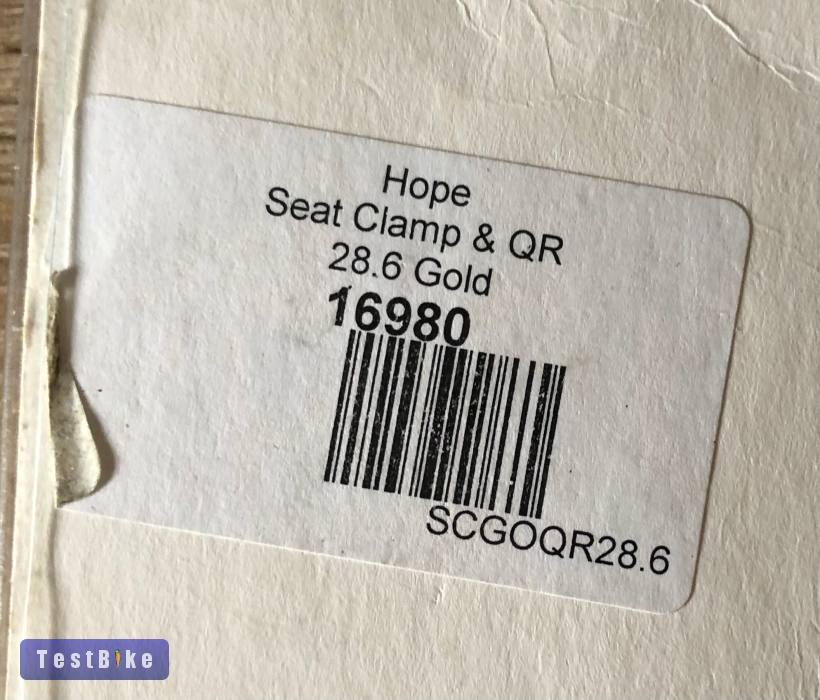 Hope
Seat Clamp & QR
28.6 Gold
16980
SCGOQR28.6
TestBike